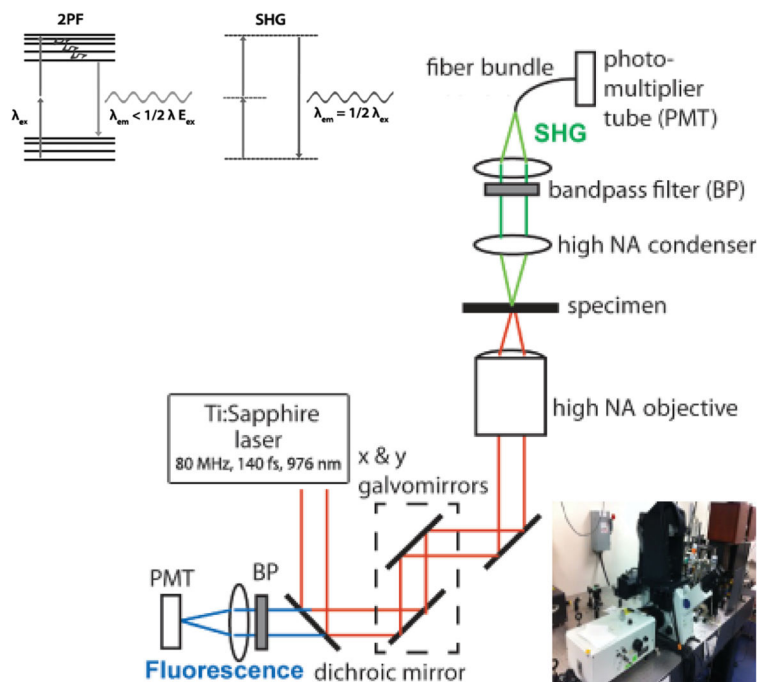 2PF
SHG
λex
λem < 1/2 λ Eex
λem = 1/2 λex
fiber bundle
photo-
multiplier
tube (PMT)
SHG
bandpass filter (BP)
high NA condenser
specimen
high NA objective
Ti:Sapphire
laser
80 MHz, 140 fs, 976 nm
x & y
galvomirrors
PMT
BP
Fluorescence
dichroic mirror